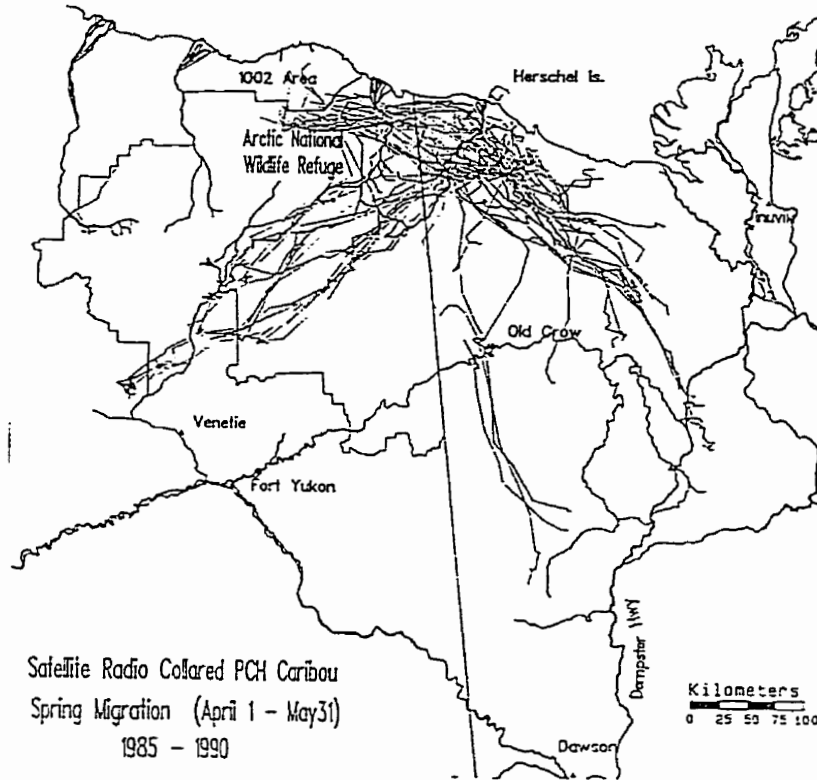 1002 Area
Herschel Is.
Arctic National
Wildlife Refuge
Inuvik
Old Crow
Venetie
Fort Yukon
Dempster Hwy
Satellite Radio Collared PCH Caribou
Spring Migration (April 1 - May31)
1985 - 1990
Kilometers
0 25 50 75 100
Dawson